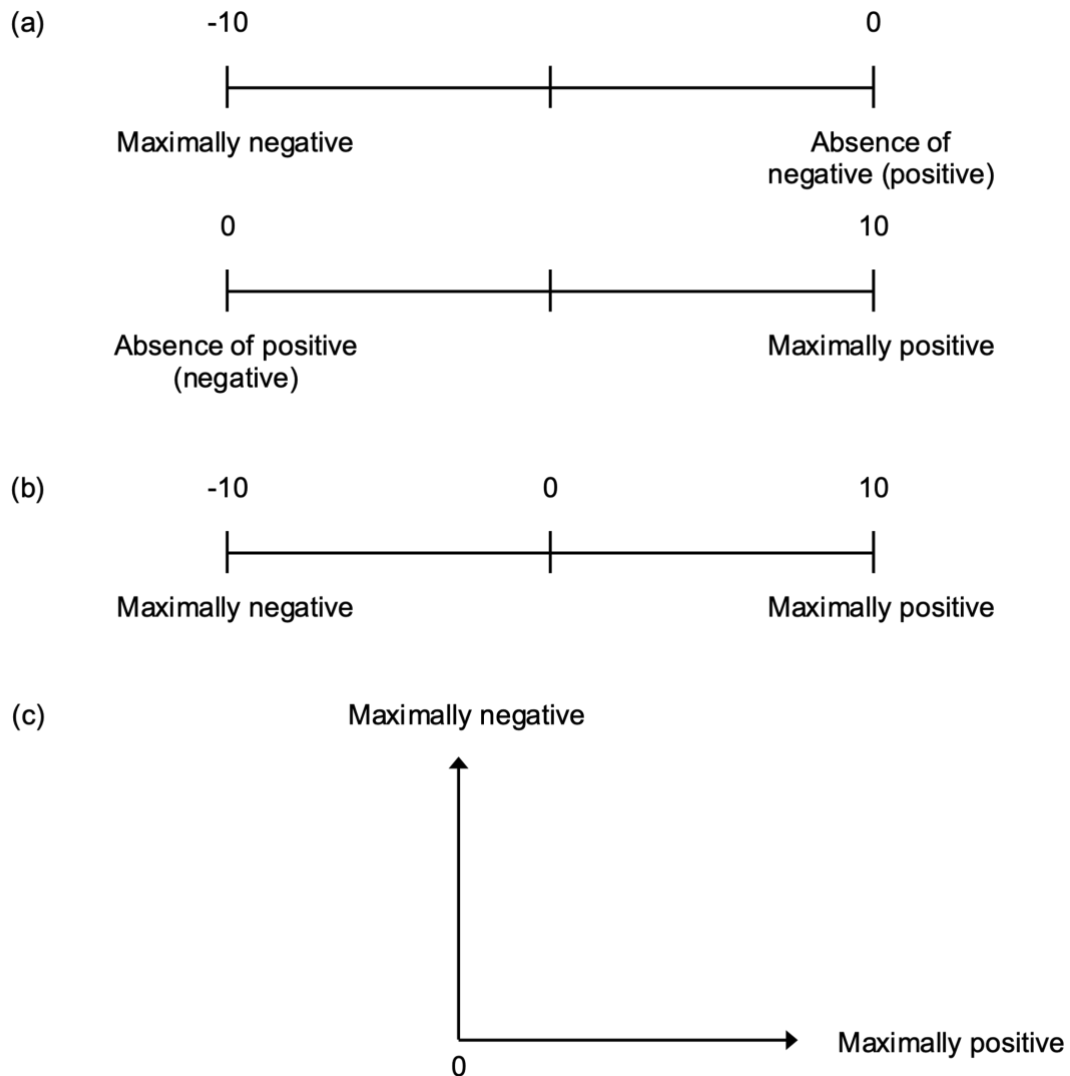 (a) -10 0
Maximally negative Absence of
negative (positive)
0 10
Absence of positive Maximally positive
(negative)
(b) -10 0 10
Maximally negative Maximally positive
(c) Maximally negative
0 Maximally positive